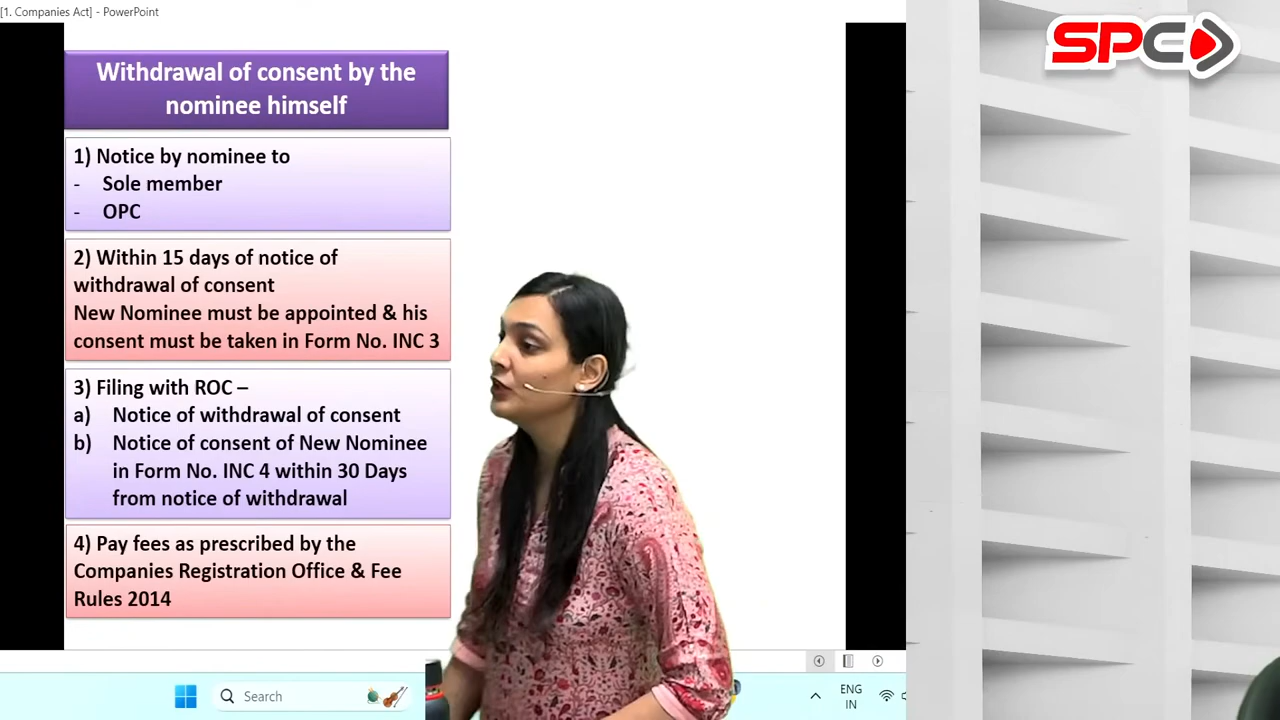 [1. Companies Act] - PowerPoint
SPC
Withdrawal of consent by the
nominee himself
1) Notice by nominee to
- Sole member
- OPC
2) Within 15 days of notice of
withdrawal of consent
New Nominee must be appointed & his
consent must be taken in Form No. INC 3
3) Filing with ROC –
a) Notice of withdrawal of consent
b) Notice of consent of New Nominee
in Form No. INC 4 within 30 Days
from notice of withdrawal
4) Pay fees as prescribed by the
Companies Registration Office & Fee
Rules 2014
Search
ENG
IN